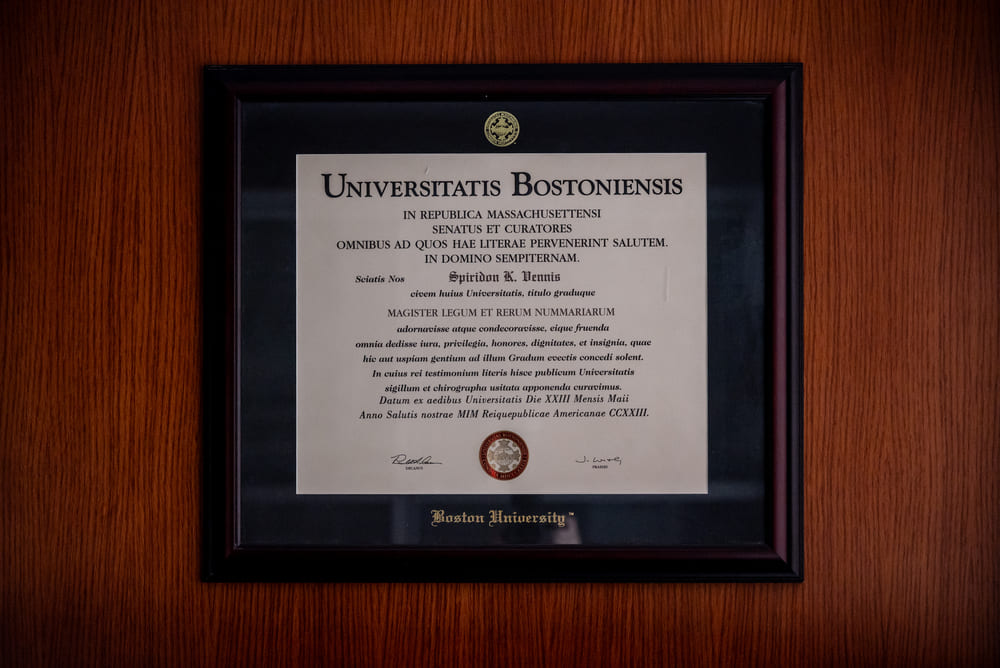 UNIVERSITATIS BOSTONIENSIS
IN REPUBLICA MASSACHUSETTENSI
SENATUS ET CURATORES
OMNIBUS AD QUOS HAE LITERAE PERVENERINT SALUTEM.
IN DOMINO SEMPITERNAM.
Sciatis Nos Spiridon K. Vennis
civem huius Universitatis, titulo graduque
MAGISTER LEGUM ET RERUM NUMMARIARUM
adornavisse atque condecoravisse, eique fruenda
omnia dedisse iura, privilegia, honores, dignitates, et insignia, quae
hic aut uspiam gentium ad illum Gradum evectis concedi solent.
In cuius rei testimonium literis hisce publicum Universitatis
sigillum et chirographa usitata apponenda curavimus.
Datum ex aedibus Universitatis Die XXIII Mensis Maii
Anno Salutis nostrae MIM Reiquepublicae Americanae CCXXIII.
DECANUS PRAESES
Boston University™